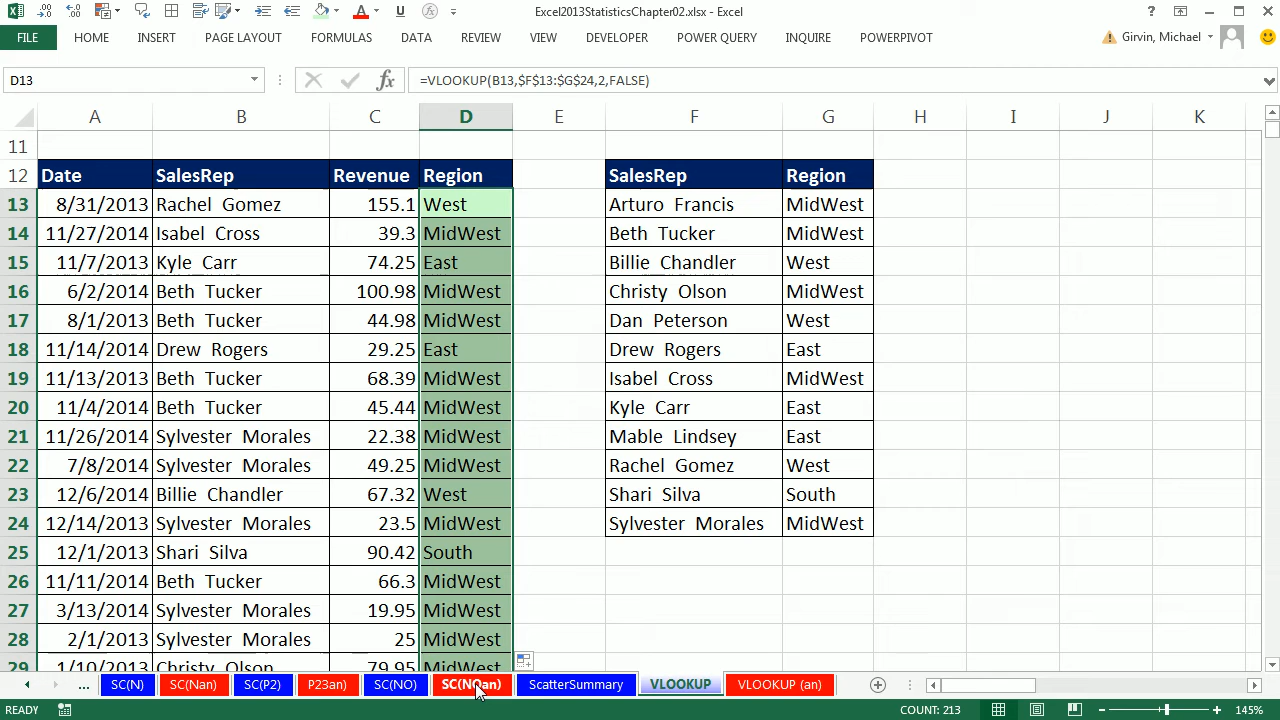 Excel2013StatisticsChapter02.xlsx - Excel
FILE HOME INSERT PAGE LAYOUT FORMULAS DATA REVIEW VIEW DEVELOPER POWER QUERY INQUIRE POWERPIVOT Girvin, Michael
D13 fx =VLOOKUP(B13,$F$13:$G$24,2,FALSE)
A B C D E F G H I J K
11
12 Date SalesRep Revenue Region SalesRep Region
13 8/31/2013 Rachel Gomez 155.1 West Arturo Francis MidWest
14 11/27/2014 Isabel Cross 39.3 MidWest Beth Tucker MidWest
15 11/7/2013 Kyle Carr 74.25 East Billie Chandler West
16 6/2/2014 Beth Tucker 100.98 MidWest Christy Olson MidWest
17 8/1/2013 Beth Tucker 44.98 MidWest Dan Peterson West
18 11/14/2014 Drew Rogers 29.25 East Drew Rogers East
19 11/13/2013 Beth Tucker 68.39 MidWest Isabel Cross MidWest
20 11/4/2014 Beth Tucker 45.44 MidWest Kyle Carr East
21 11/26/2014 Sylvester Morales 22.38 MidWest Mable Lindsey East
22 7/8/2014 Sylvester Morales 49.25 MidWest Rachel Gomez West
23 12/6/2014 Billie Chandler 67.32 West Shari Silva South
24 12/14/2013 Sylvester Morales 23.5 MidWest Sylvester Morales MidWest
25 12/1/2013 Shari Silva 90.42 South
26 11/11/2014 Beth Tucker 66.3 MidWest
27 3/13/2014 Sylvester Morales 19.95 MidWest
28 2/1/2013 Sylvester Morales 25 MidWest
29 1/10/2013 Christy Olson 79.95 MidWest
... SC(N) SC(Nan) SC(P2) P23an) SC(NO) SC(NOan) ScatterSummary VLOOKUP VLOOKUP (an)
READY COUNT: 213 145%